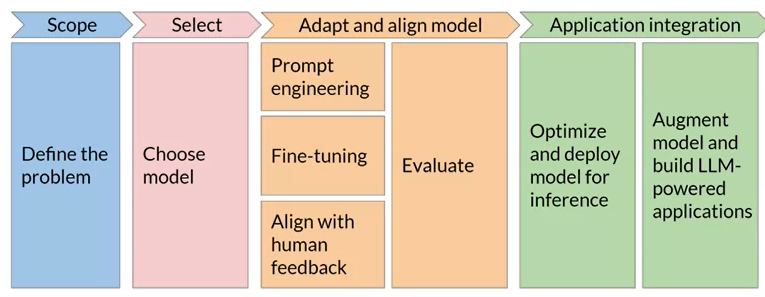 Scope
Select
Adapt and align model
Application integration
Define the
problem
Choose
model
Prompt
engineering
Fine-tuning
Align with
human
feedback
Evaluate
Optimize
and deploy
model for
inference
Augment
model and
build LLM-
powered
applications